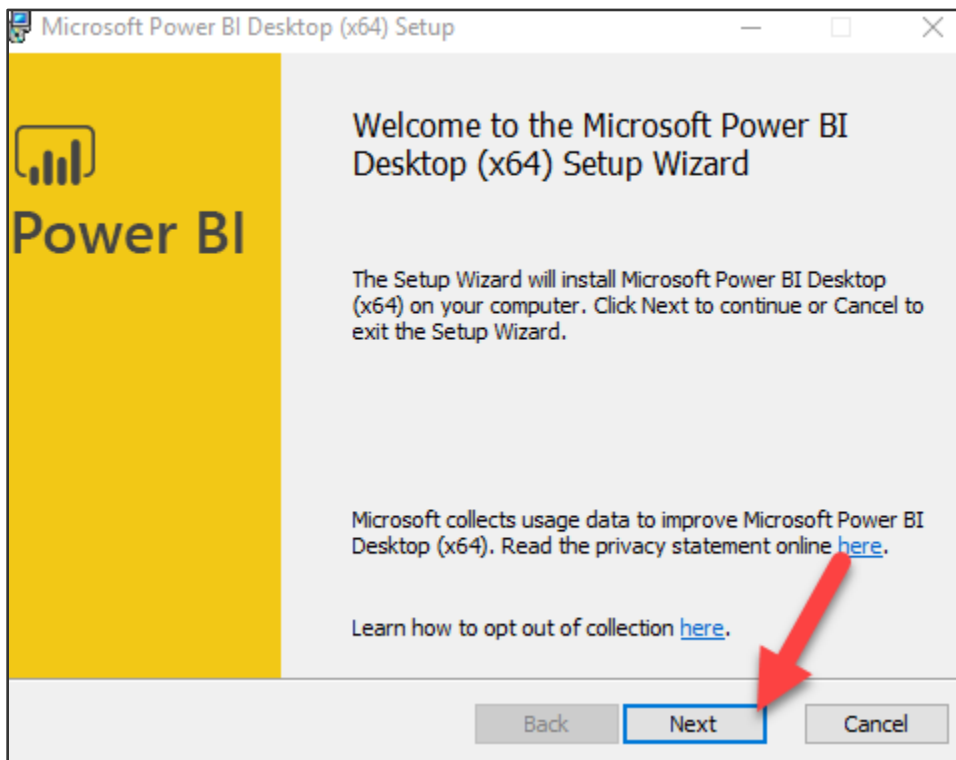 Microsoft Power BI Desktop (x64) Setup
Power BI
Welcome to the Microsoft Power BI
Desktop (x64) Setup Wizard
The Setup Wizard will install Microsoft Power BI Desktop
(x64) on your computer. Click Next to continue or Cancel to
exit the Setup Wizard.
Microsoft collects usage data to improve Microsoft Power BI
Desktop (x64). Read the privacy statement online here.
Learn how to opt out of collection here.
Back
Next
Cancel